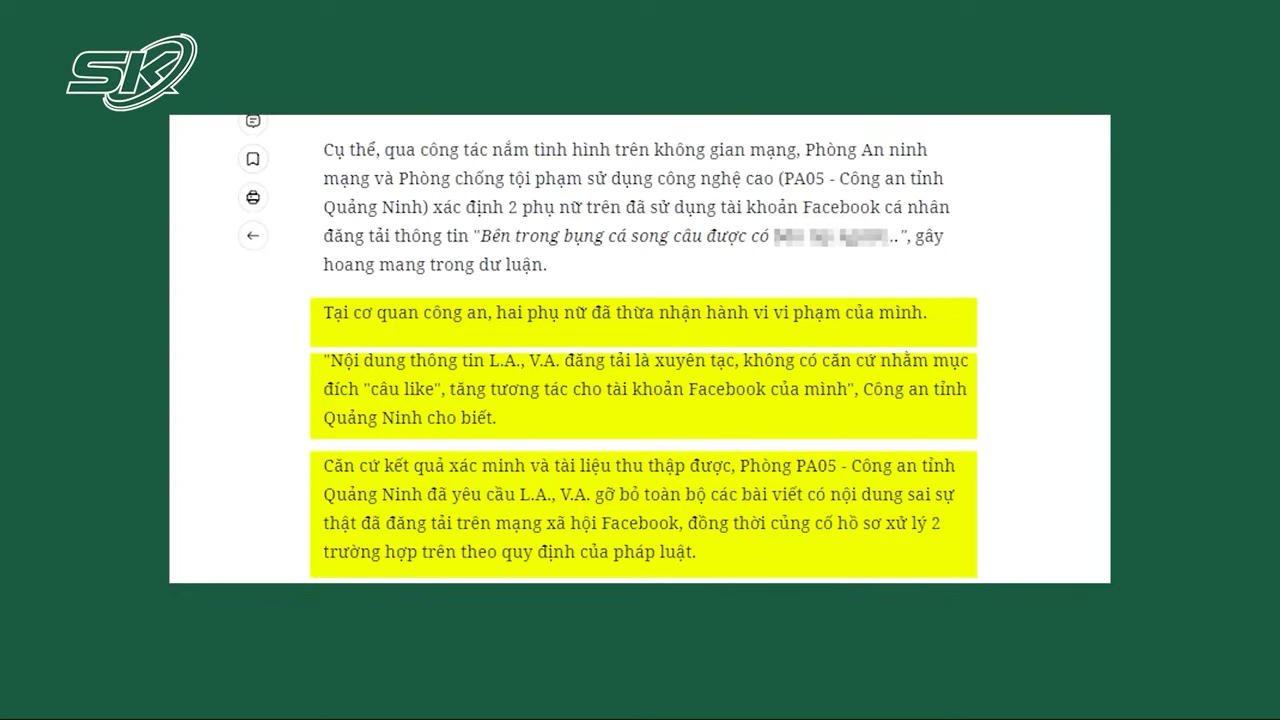 SK
Cụ thể, qua công tác nắm tình hình trên không gian mạng, Phòng An ninh
mạng và Phòng chống tội phạm sử dụng công nghệ cao (PA05 - Công an tỉnh
Quảng Ninh) xác định 2 phụ nữ trên đã sử dụng tài khoản Facebook cá nhân
đăng tải thông tin "Bên trong bụng cá song câu được có ..", gây
hoang mang trong dư luận.
Tại cơ quan công an, hai phụ nữ đã thừa nhận hành vi vi phạm của mình.
"Nội dung thông tin L.A., V.A. đăng tải là xuyên tạc, không có căn cứ nhằm mục
đích "câu like", tăng tương tác cho tài khoản Facebook của mình", Công an tỉnh
Quảng Ninh cho biết.
Căn cứ kết quả xác minh và tài liệu thu thập được, Phòng PA05 - Công an tỉnh
Quảng Ninh đã yêu cầu L.A., V.A. gỡ bỏ toàn bộ các bài viết có nội dung sai sự
thật đã đăng tải trên mạng xã hội Facebook, đồng thời củng cố hồ sơ xử lý 2
trường hợp trên theo quy định của pháp luật.